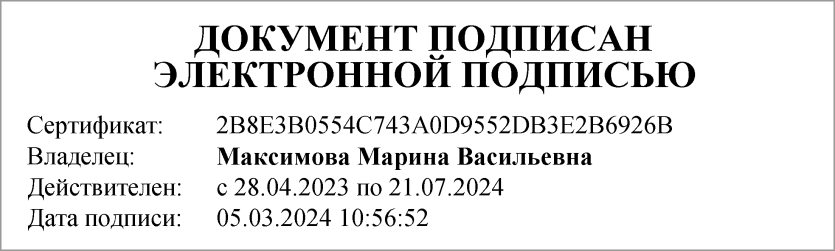 ДОКУМЕНТ ПОДПИСАН
ЭЛЕКТРОННОЙ ПОДПИСЬЮ
Сертификат: 2B8E3B0554C743A0D9552DB3E2B6926B
Владелец: Максимова Марина Васильевна
Действителен: с 28.04.2023 по 21.07.2024
Дата подписи: 05.03.2024 10:56:52